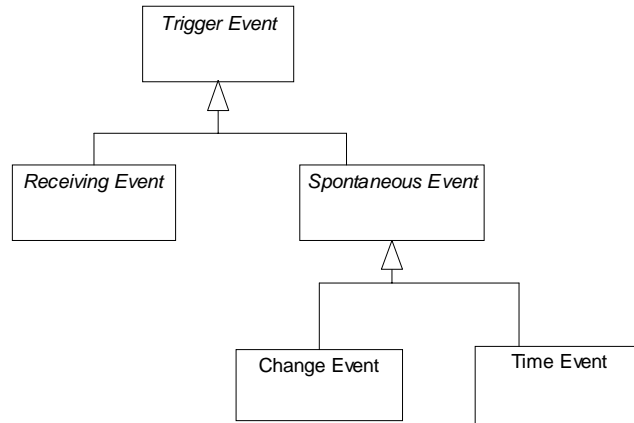 Trigger Event
Receiving Event
Spontaneous Event
Change Event
Time Event